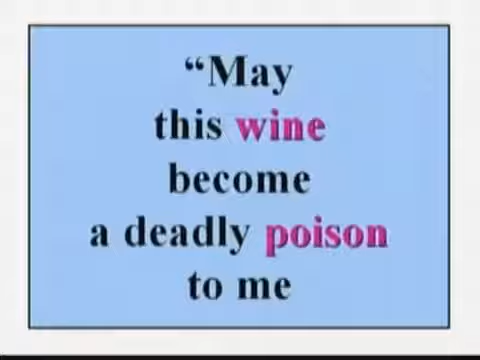 “May
this wine
become
a deadly poison
to me